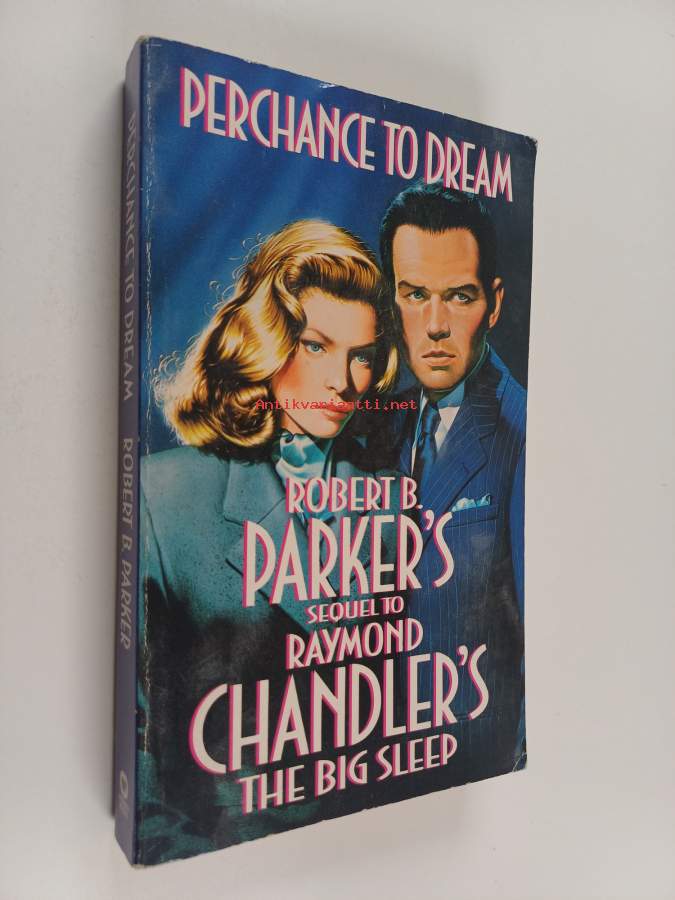 PERCHANCE TO DREAM
ROBERT B.
PARKER'S
SEQUEL TO
RAYMOND
CHANDLER'S
THE BIG SLEEP
PERCHANCE TO DREAM ROBERT B. PARKER
Antikvariaatti.net